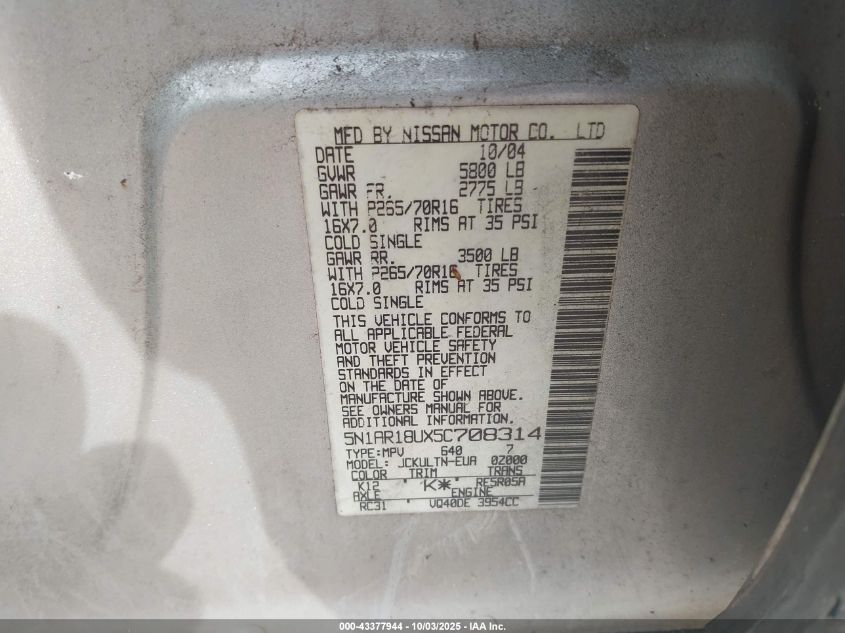 MFD BY NISSAN MOTOR CO. LTD
DATE 10/04
GVWR 5800 LB
GAWR FR. 2775 LB
WITH P265/70R16 TIRES
16X7.0 RIMS AT 35 PSI
COLD SINGLE
GAWR RR. 3500 LB
WITH P265/70R16 TIRES
16X7.0 RIMS AT 35 PSI
COLD SINGLE
THIS VEHICLE CONFORMS TO
ALL APPLICABLE FEDERAL
MOTOR VEHICLE SAFETY
AND THEFT PREVENTION
STANDARDS IN EFFECT
ON THE DATE OF
MANUFACTURE SHOWN ABOVE.
SEE OWNERS MANUAL FOR
ADDITIONAL INFORMATION
5N1AR18UX5C708314
TYPE:MPV 640 7
MODEL: JCKULTN-EUA 0Z000
COLOR TRIM TRANS
K12 *K* RE5R05A
AXLE ENGINE
RC31 VQ40DE 3954CC
000-43377944 - 10/03/2025 - IAA Inc.